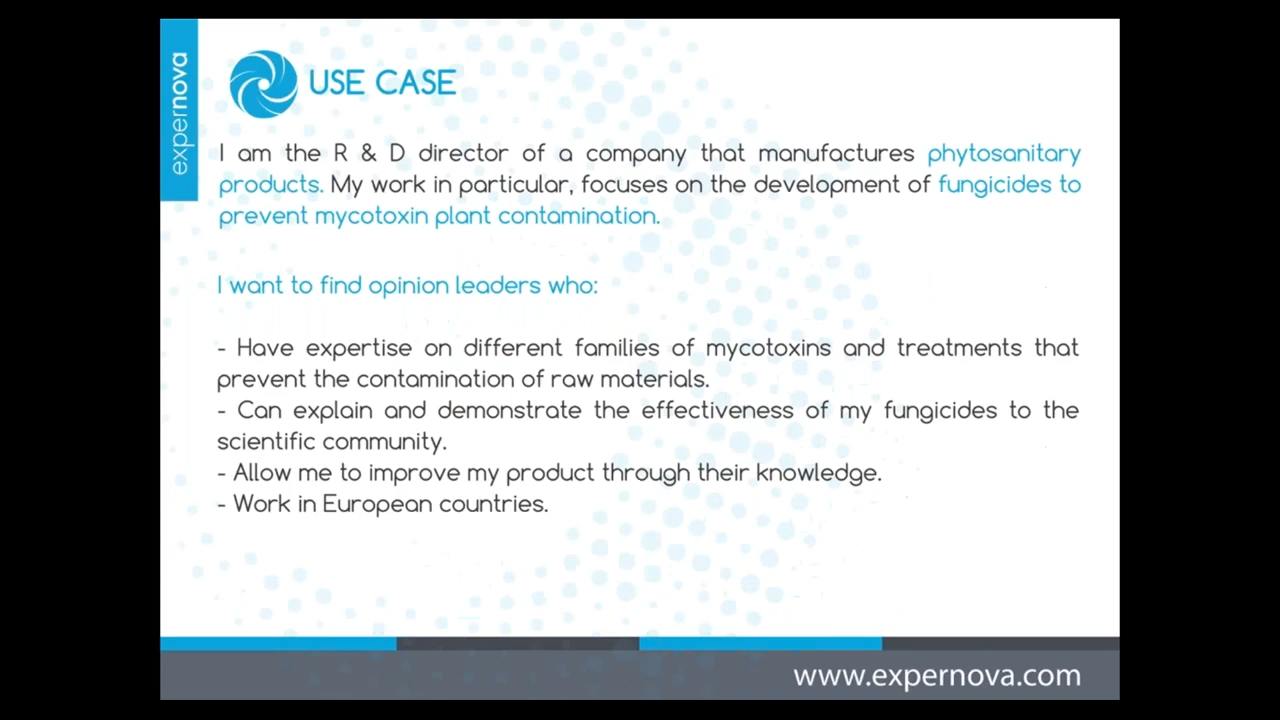 expernova
USE CASE
I am the R & D director of a company that manufactures phytosanitary
products. My work in particular, focuses on the development of fungicides to
prevent mycotoxin plant contamination.
I want to find opinion leaders who:
- Have expertise on different families of mycotoxins and treatments that
prevent the contamination of raw materials.
- Can explain and demonstrate the effectiveness of my fungicides to the
scientific community.
- Allow me to improve my product through their knowledge.
- Work in European countries.
www.expernova.com